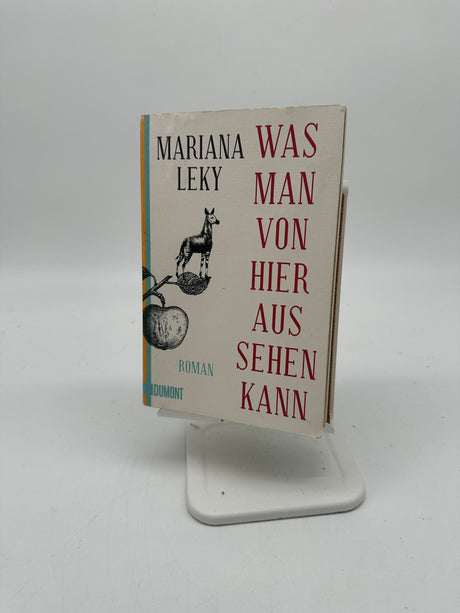 MARIANA
LEKY
WAS
MAN
VON
HIER
AUS
SEHEN
KANN
ROMAN
DUMONT